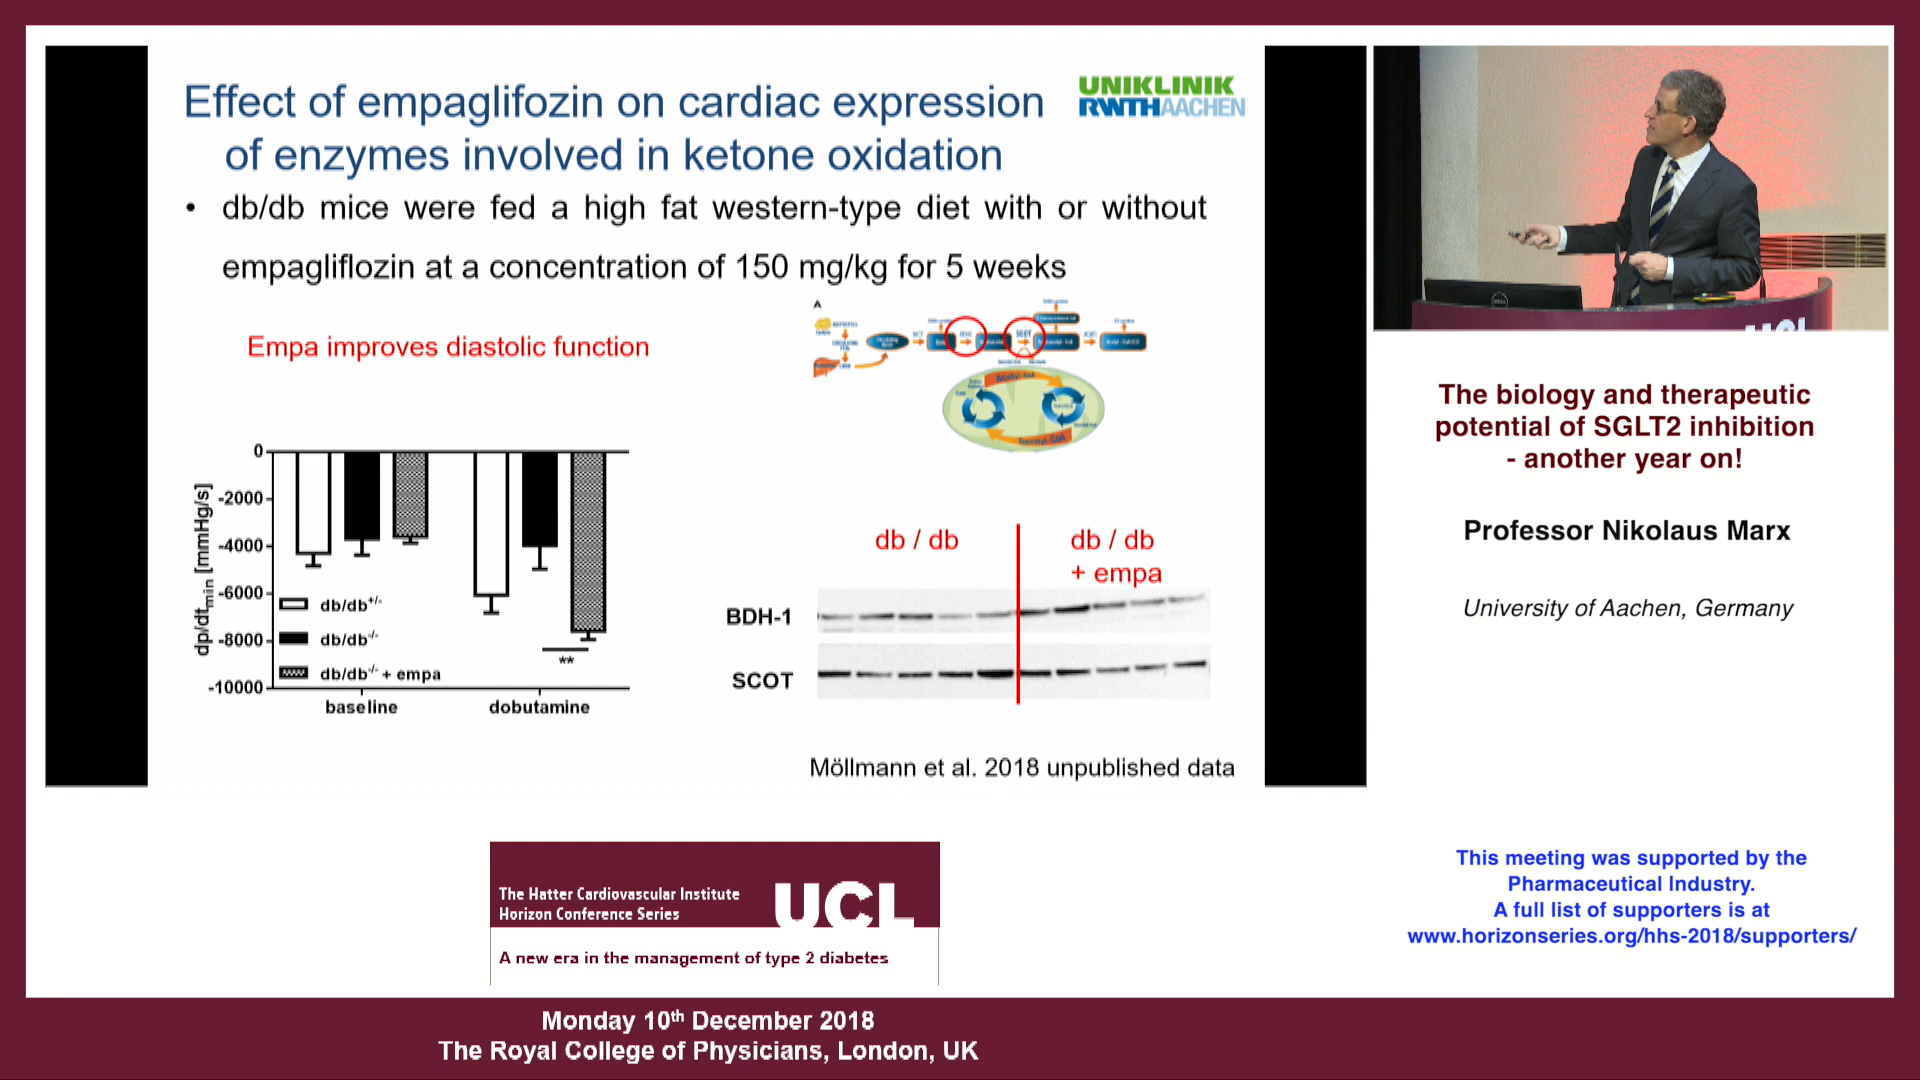 Effect of empaglifozin on cardiac expression
of enzymes involved in ketone oxidation
UNIKLINIK
RWTHAACHEN
• db/db mice were fed a high fat western-type diet with or without
empagliflozin at a concentration of 150 mg/kg for 5 weeks
Empa improves diastolic function
A
SCOT
Acetyl-CoA
Succinyl-CoA
0
-2000
-4000
-6000
-8000
-10000
dp/dtmin [mmHg/s]
db/db+/-
db/db-/-
db/db-/- + empa
**
baseline
dobutamine
db / db
db / db
+ empa
BDH-1
SCOT
Möllmann et al. 2018 unpublished data
DELL
UCL
The biology and therapeutic
potential of SGLT2 inhibition
- another year on!
Professor Nikolaus Marx
University of Aachen, Germany
This meeting was supported by the
Pharmaceutical Industry.
A full list of supporters is at
www.horizonseries.org/hhs-2018/supporters/
The Hatter Cardiovascular Institute
Horizon Conference Series
UCL
A new era in the management of type 2 diabetes
Monday 10th December 2018
The Royal College of Physicians, London, UK